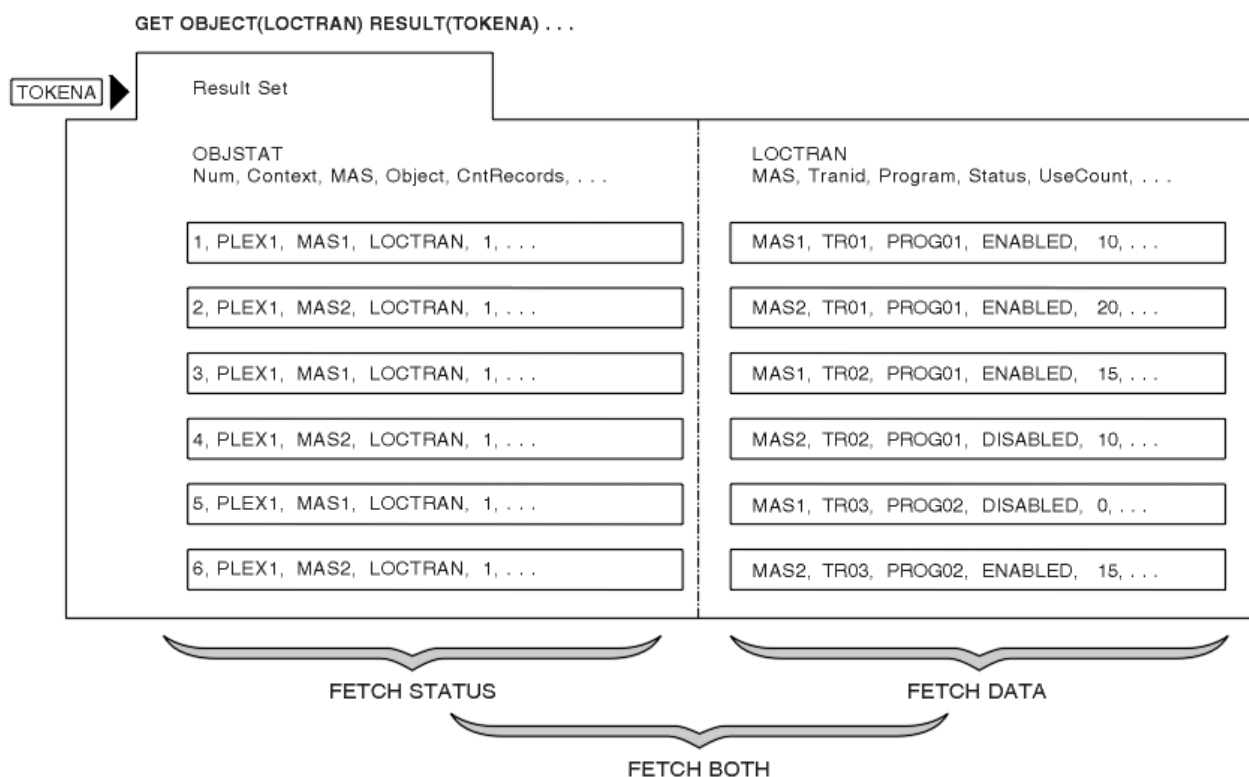 GET OBJECT(LOCTRAN) RESULT(TOKENA) . . .
TOKENA
Result Set
OBJSTAT
Num, Context, MAS, Object, CntRecords, . . .
1, PLEX1, MAS1, LOCTRAN, 1, . . .
2, PLEX1, MAS2, LOCTRAN, 1, . . .
3, PLEX1, MAS1, LOCTRAN, 1, . . .
4, PLEX1, MAS2, LOCTRAN, 1, . . .
5, PLEX1, MAS1, LOCTRAN, 1, . . .
6, PLEX1, MAS2, LOCTRAN, 1, . . .
LOCTRAN
MAS, Tranid, Program, Status, UseCount, . . .
MAS1, TR01, PROG01, ENABLED, 10, . . .
MAS2, TR01, PROG01, ENABLED, 20, . . .
MAS1, TR02, PROG01, ENABLED, 15, . . .
MAS2, TR02, PROG01, DISABLED, 10, . . .
MAS1, TR03, PROG02, DISABLED, 0, . . .
MAS2, TR03, PROG02, ENABLED, 15, . . .
FETCH STATUS
FETCH DATA
FETCH BOTH